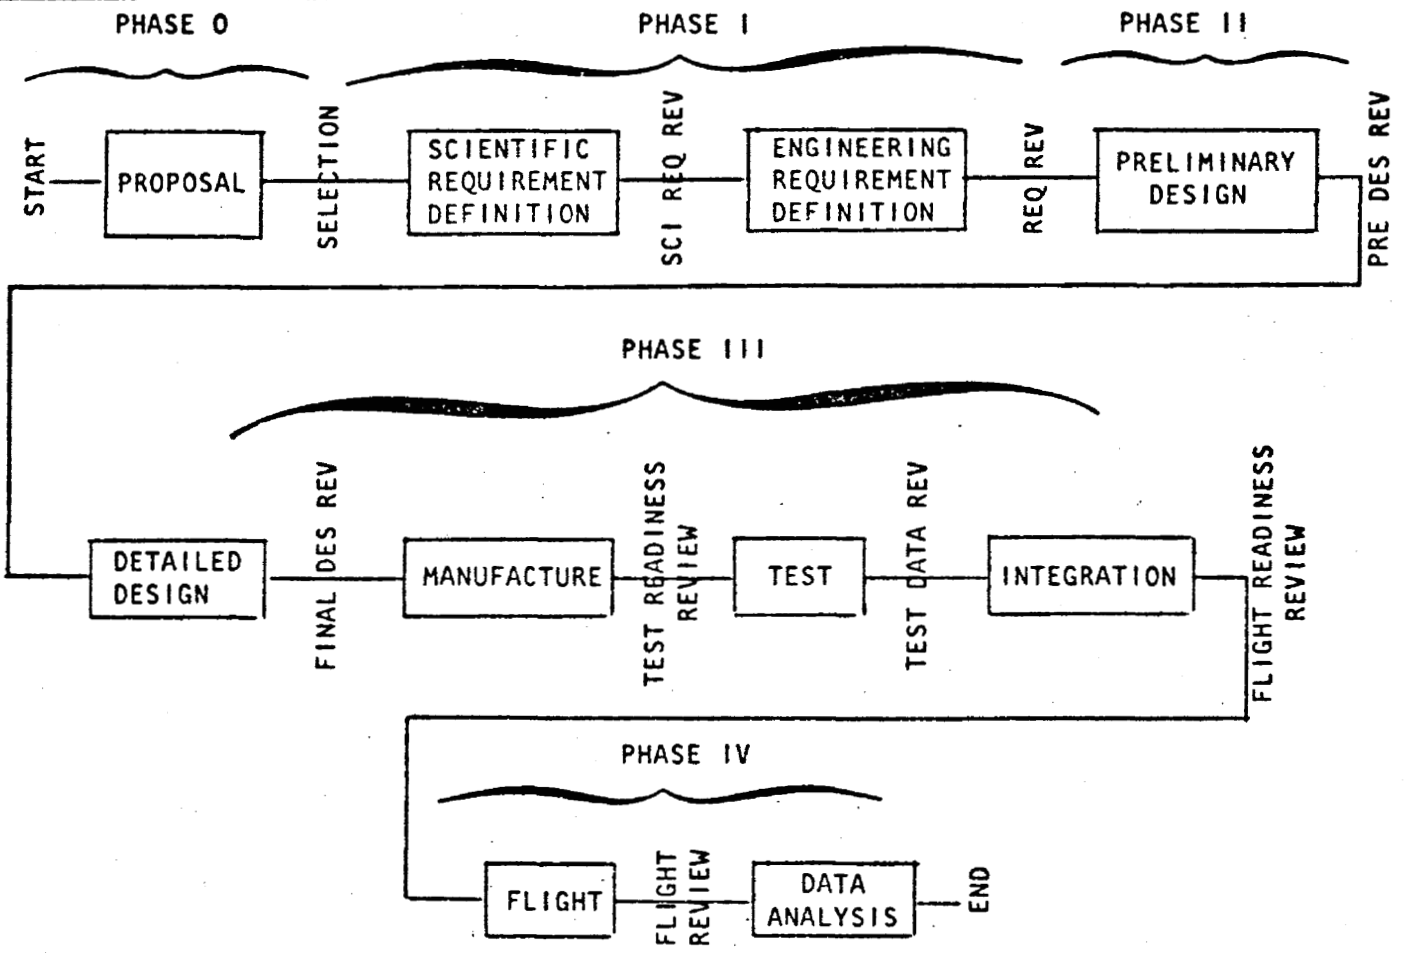 PHASE 0
PHASE I
PHASE II
START
PROPOSAL
SELECTION
SCIENTIFIC
REQUIREMENT
DEFINITION
SCI REQ REV
ENGINEERING
REQUIREMENT
DEFINITION
REQ REV
PRELIMINARY
DESIGN
PRE DES REV
PHASE III
DETAILED
DESIGN
FINAL DES REV
MANUFACTURE
TEST READINESS
REVIEW
TEST
TEST DATA REV
INTEGRATION
FLIGHT READINESS
REVIEW
PHASE IV
FLIGHT
FLIGHT
REVIEW
DATA
ANALYSIS
END